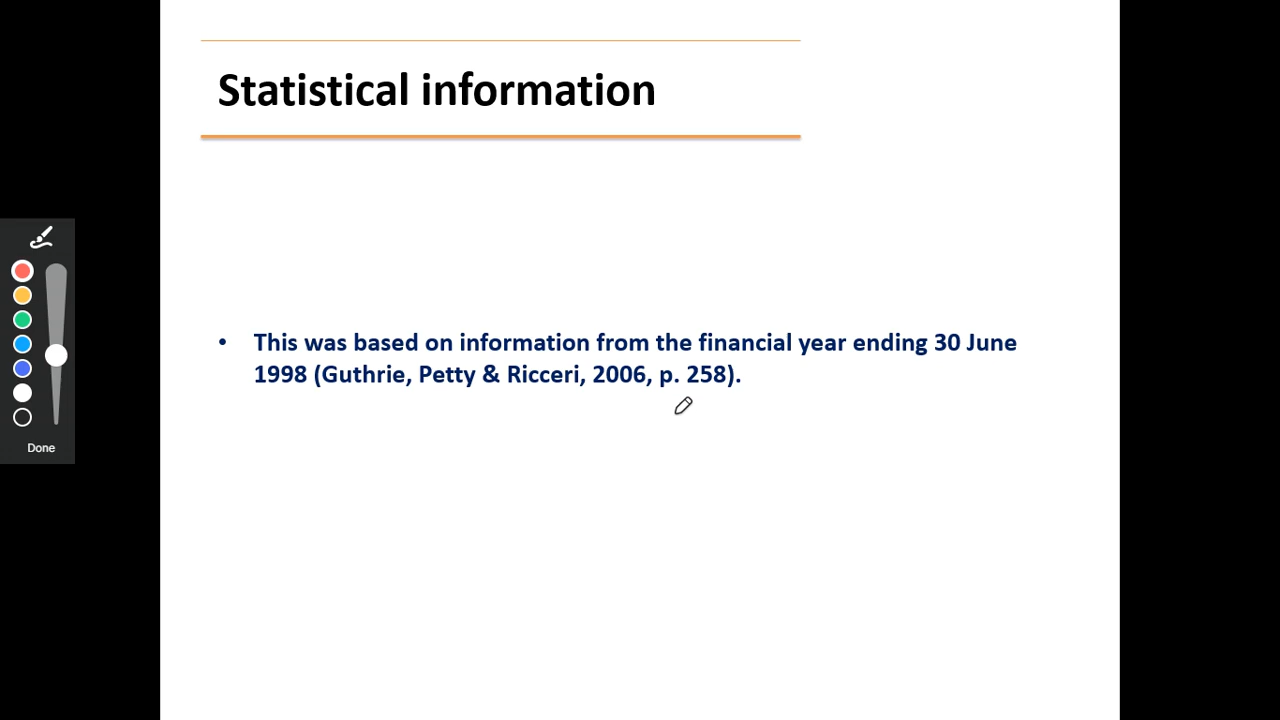 Statistical information
• This was based on information from the financial year ending 30 June
1998 (Guthrie, Petty & Ricceri, 2006, p. 258).
Done